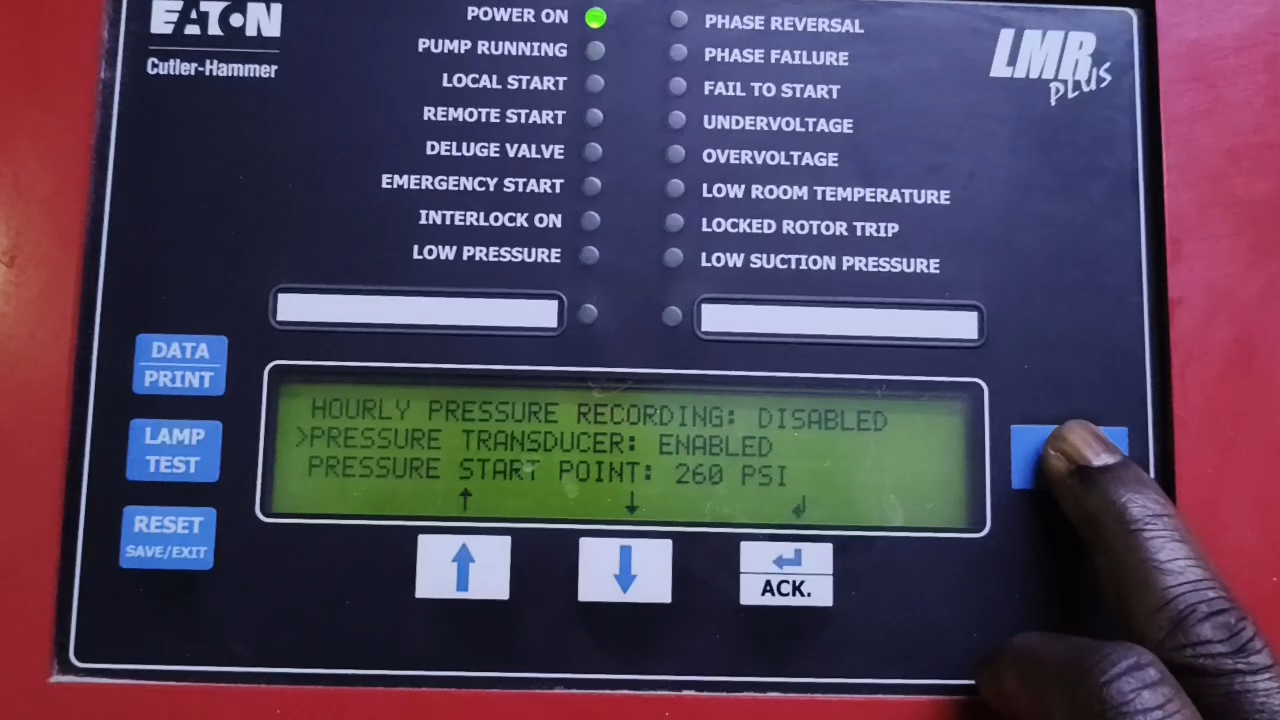 EATON
Cutler-Hammer
LMR
PLUS
POWER ON
PUMP RUNNING
LOCAL START
REMOTE START
DELUGE VALVE
EMERGENCY START
INTERLOCK ON
LOW PRESSURE
PHASE REVERSAL
PHASE FAILURE
FAIL TO START
UNDERVOLTAGE
OVERVOLTAGE
LOW ROOM TEMPERATURE
LOCKED ROTOR TRIP
LOW SUCTION PRESSURE
DATA
PRINT
LAMP
TEST
RESET
SAVE/EXIT
HOURLY PRESSURE RECORDING: DISABLED
>PRESSURE TRANSDUCER: ENABLED
PRESSURE START POINT: 260 PSI
↑ ↓ ↲
↑ ↓ ↲
ACK.